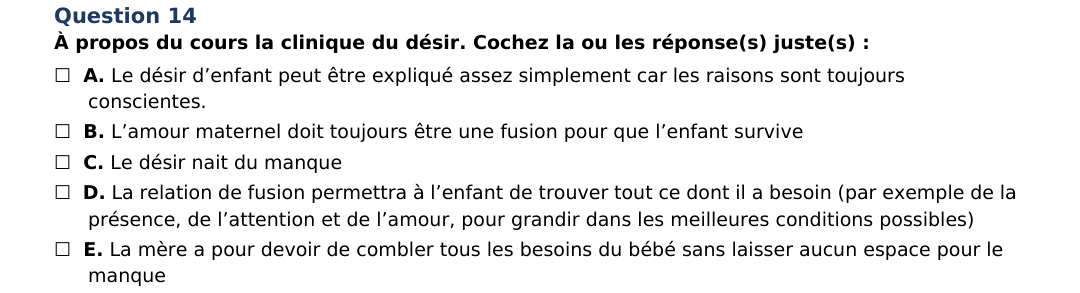 Question 14
À propos du cours la clinique du désir. Cochez la ou les réponse(s) juste(s) :
☐ A. Le désir d’enfant peut être expliqué assez simplement car les raisons sont toujours
conscientes.
☐ B. L’amour maternel doit toujours être une fusion pour que l’enfant survive
☐ C. Le désir nait du manque
☐ D. La relation de fusion permettra à l’enfant de trouver tout ce dont il a besoin (par exemple de la
présence, de l’attention et de l’amour, pour grandir dans les meilleures conditions possibles)
☐ E. La mère a pour devoir de combler tous les besoins du bébé sans laisser aucun espace pour le
manque